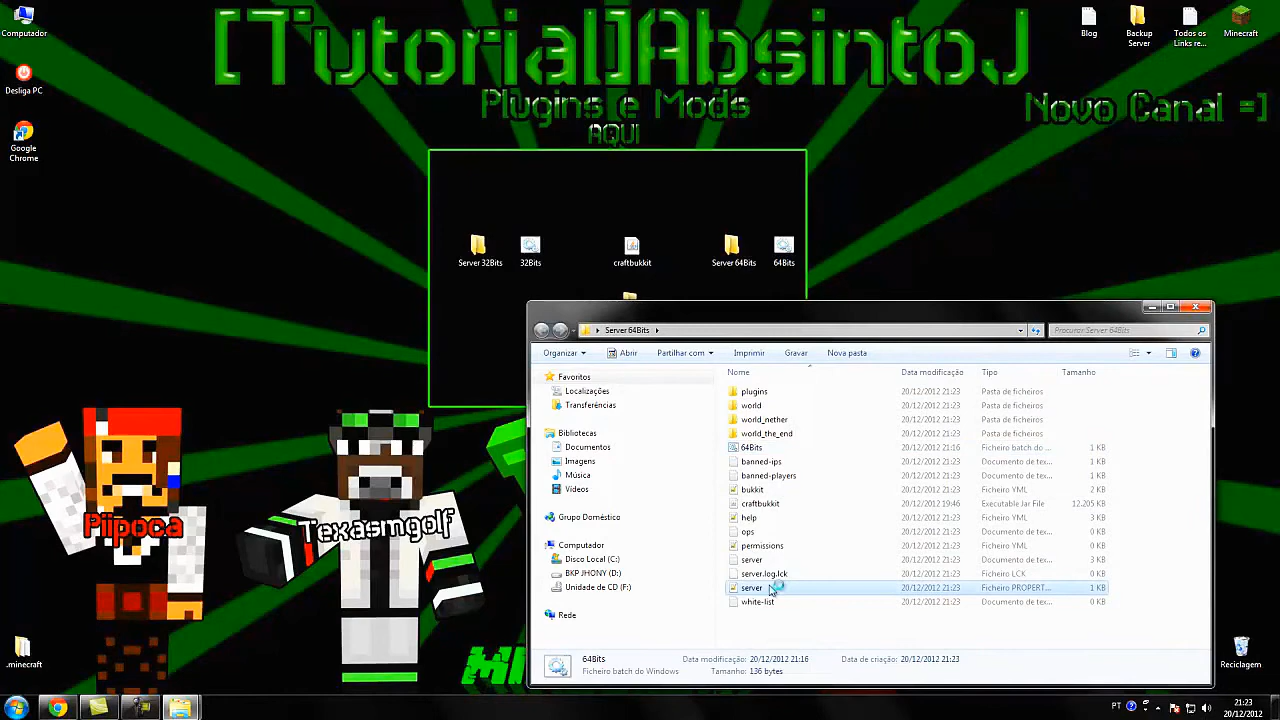 Computador
Desliga PC
Google
Chrome
[Tutorial]AbsintoJ
Plugins e Mods
AQUI
Novo Canal =]
Blog
Backup
Server
Todos os
Links re...
Minecraft
Server 32Bits
32Bits
craftbukkit
Server 64Bits
64Bits
Piipoca
Texasmgolf
Server 64Bits
Procurar Server 64Bits
Organizar
Abrir
Partilhar com
Imprimir
Gravar
Nova pasta
Favoritos
Localizações
Transferências
Bibliotecas
Documentos
Imagens
Música
Vídeos
Grupo Doméstico
Computador
Disco Local (C:)
BKP JHONY (D:)
Unidade de CD (F:)
Rede
Nome Data modificação Tipo Tamanho
plugins 20/12/2012 21:23 Pasta de ficheiros
world 20/12/2012 21:23 Pasta de ficheiros
world_nether 20/12/2012 21:23 Pasta de ficheiros
world_the_end 20/12/2012 21:23 Pasta de ficheiros
64Bits 20/12/2012 21:16 Ficheiro batch do ... 1 KB
banned-ips 20/12/2012 21:23 Documento de tex... 1 KB
banned-players 20/12/2012 21:23 Documento de tex... 1 KB
bukkit 20/12/2012 21:23 Ficheiro YML 2 KB
craftbukkit 20/12/2012 19:46 Executable Jar File 12.205 KB
help 20/12/2012 21:23 Ficheiro YML 3 KB
ops 20/12/2012 21:23 Documento de tex... 0 KB
permissions 20/12/2012 21:23 Ficheiro YML 0 KB
server 20/12/2012 21:23 Documento de tex... 3 KB
server.log.lck 20/12/2012 21:23 Ficheiro LCK 0 KB
server 20/12/2012 21:23 Ficheiro PROPERT... 1 KB
white-list 20/12/2012 21:23 Documento de tex... 0 KB
64Bits Data modificação: 20/12/2012 21:16 Data de criação: 20/12/2012 21:23
Ficheiro batch do Windows Tamanho: 136 bytes
.minecraft
Reciclagem
PT
21:23
20/12/2012